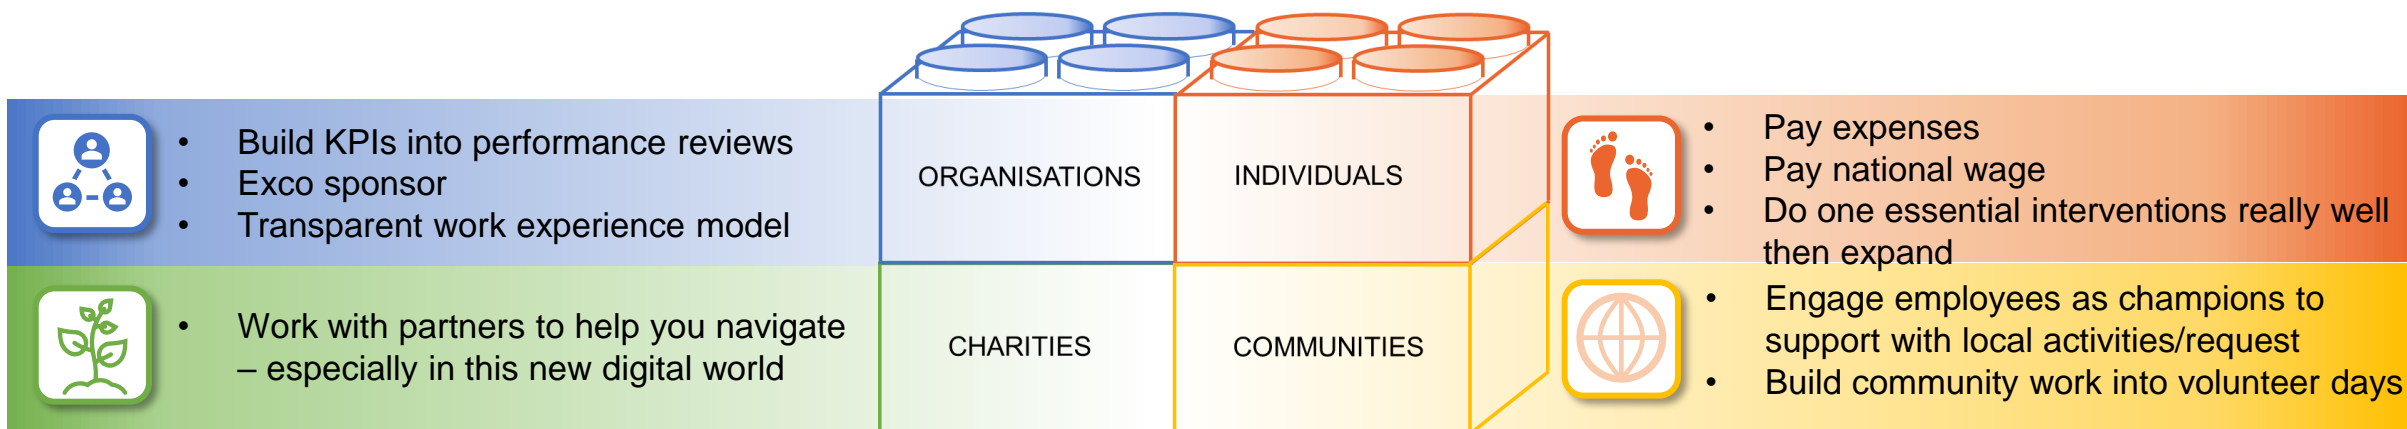 • Build KPIs into performance reviews
• Exco sponsor
• Transparent work experience model
ORGANISATIONS
INDIVIDUALS
• Pay expenses
• Pay national wage
• Do one essential interventions really well
then expand
• Work with partners to help you navigate
– especially in this new digital world
CHARITIES
COMMUNITIES
• Engage employees as champions to
support with local activities/request
• Build community work into volunteer days